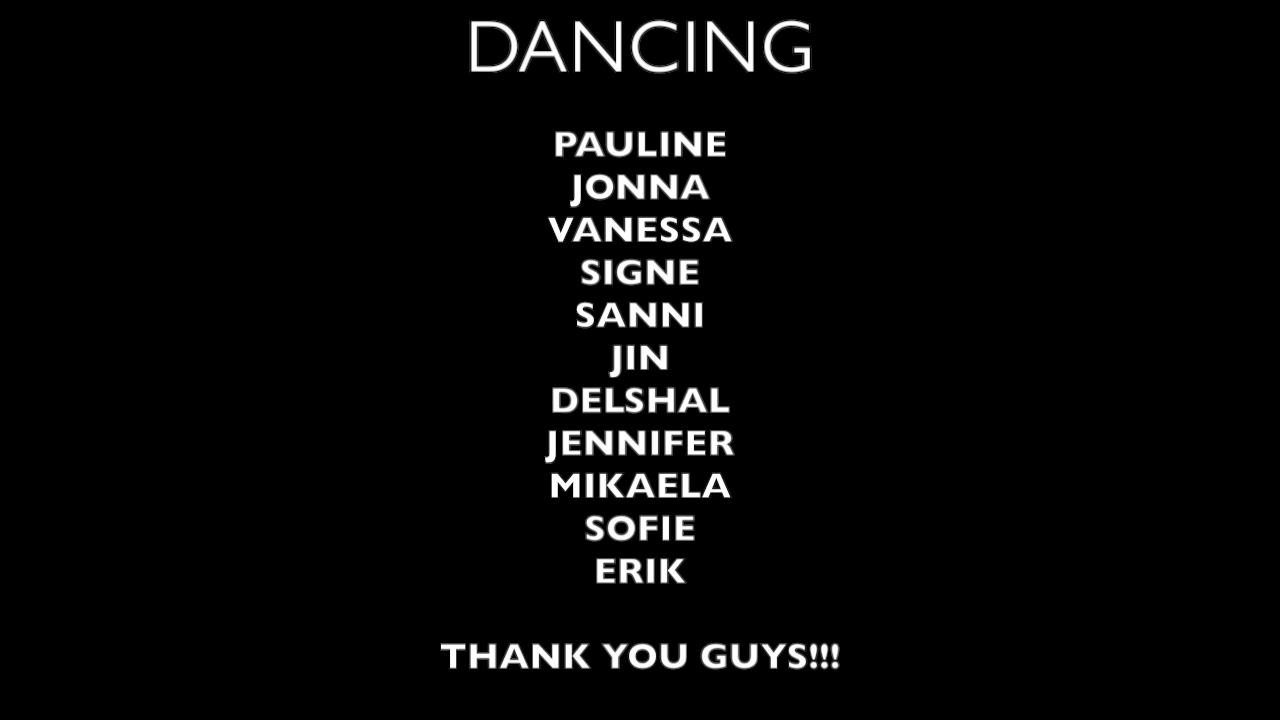 DANCING
PAULINE
JONNA
VANESSA
SIGNE
SANNI
JIN
DELSHAL
JENNIFER
MIKAELA
SOFIE
ERIK
THANK YOU GUYS!!!